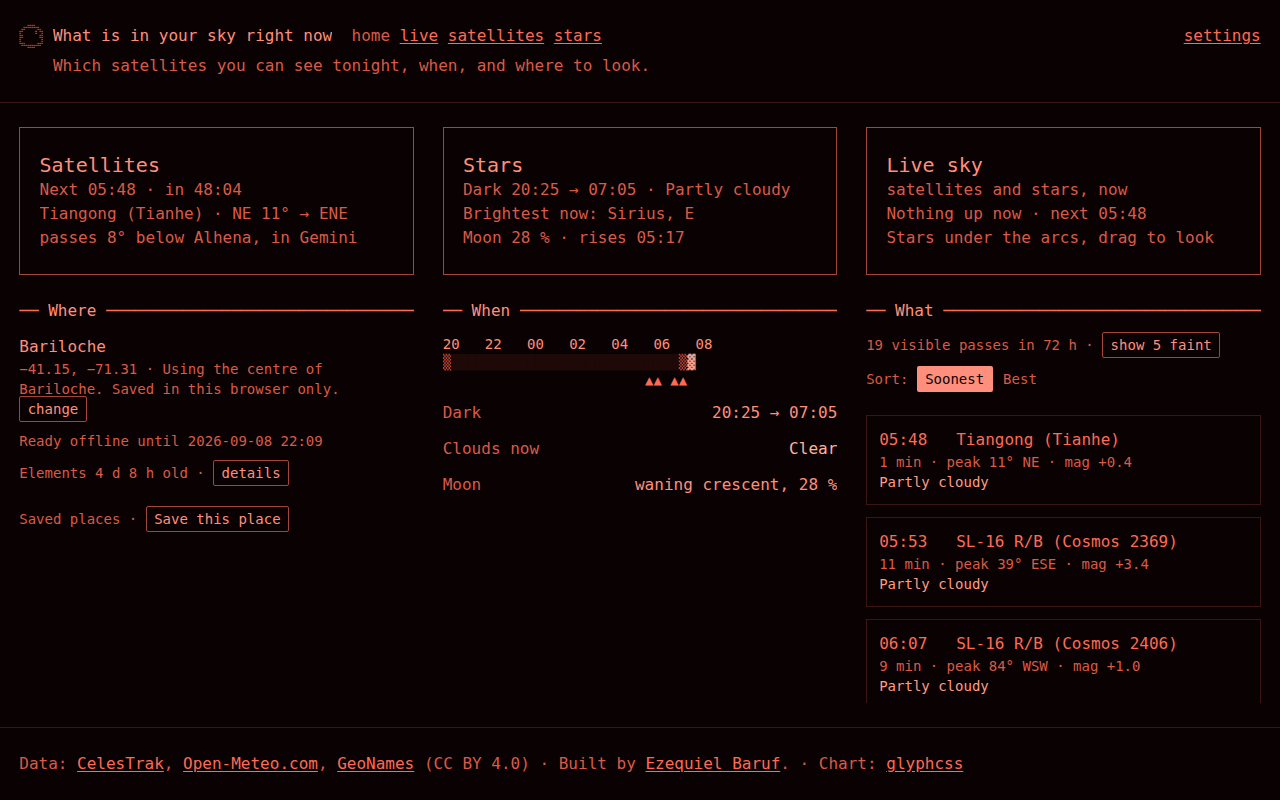 What is in your sky right now home live satellites stars settings
Which satellites you can see tonight, when, and where to look.
Satellites
Next 05:48 · in 48:04
Tiangong (Tianhe) · NE 11° → ENE
passes 8° below Alhena, in Gemini
Stars
Dark 20:25 → 07:05 · Partly cloudy
Brightest now: Sirius, E
Moon 28 % · rises 05:17
Live sky
satellites and stars, now
Nothing up now · next 05:48
Stars under the arcs, drag to look
Where
Bariloche
−41.15, −71.31 · Using the centre of
Bariloche. Saved in this browser only.
change
Ready offline until 2026-09-08 22:09
Elements 4 d 8 h old · details
Saved places · Save this place
When
20 22 00 02 04 06 08
Dark 20:25 → 07:05
Clouds now Clear
Moon waning crescent, 28 %
What
19 visible passes in 72 h · show 5 faint
Sort: Soonest Best
05:48 Tiangong (Tianhe)
1 min · peak 11° NE · mag +0.4
Partly cloudy
05:53 SL-16 R/B (Cosmos 2369)
11 min · peak 39° ESE · mag +3.4
Partly cloudy
06:07 SL-16 R/B (Cosmos 2406)
9 min · peak 84° WSW · mag +1.0
Partly cloudy
Data: CelesTrak, Open-Meteo.com, GeoNames (CC BY 4.0) · Built by Ezequiel Baruf. · Chart: glyphcss